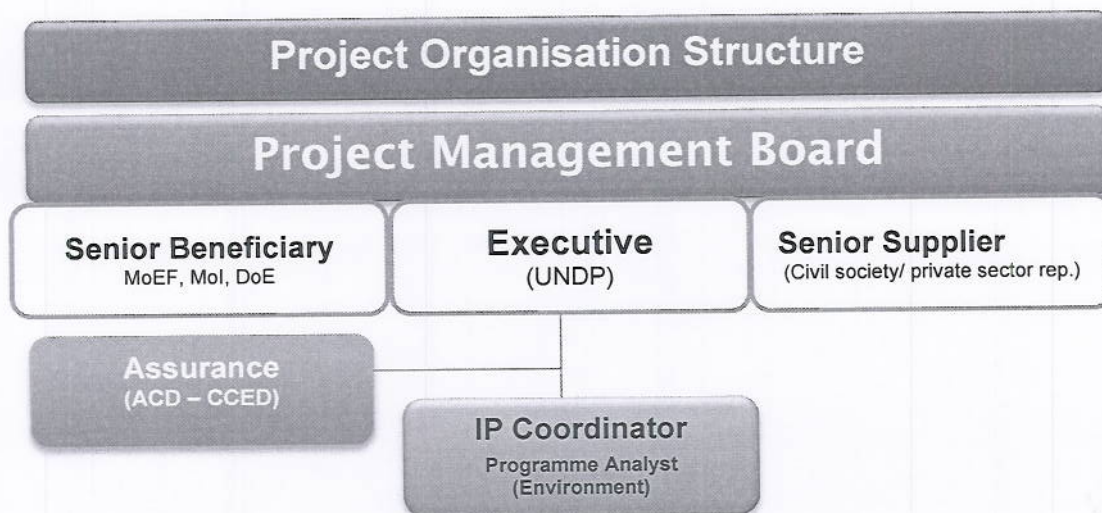 Project Organisation Structure
Project Management Board
Senior Beneficiary
MoEF, MoI, DoE
Executive
(UNDP)
Senior Supplier
(Civil society/ private sector rep.)
Assurance
(ACD – CCED)
IP Coordinator
Programme Analyst
(Environment)